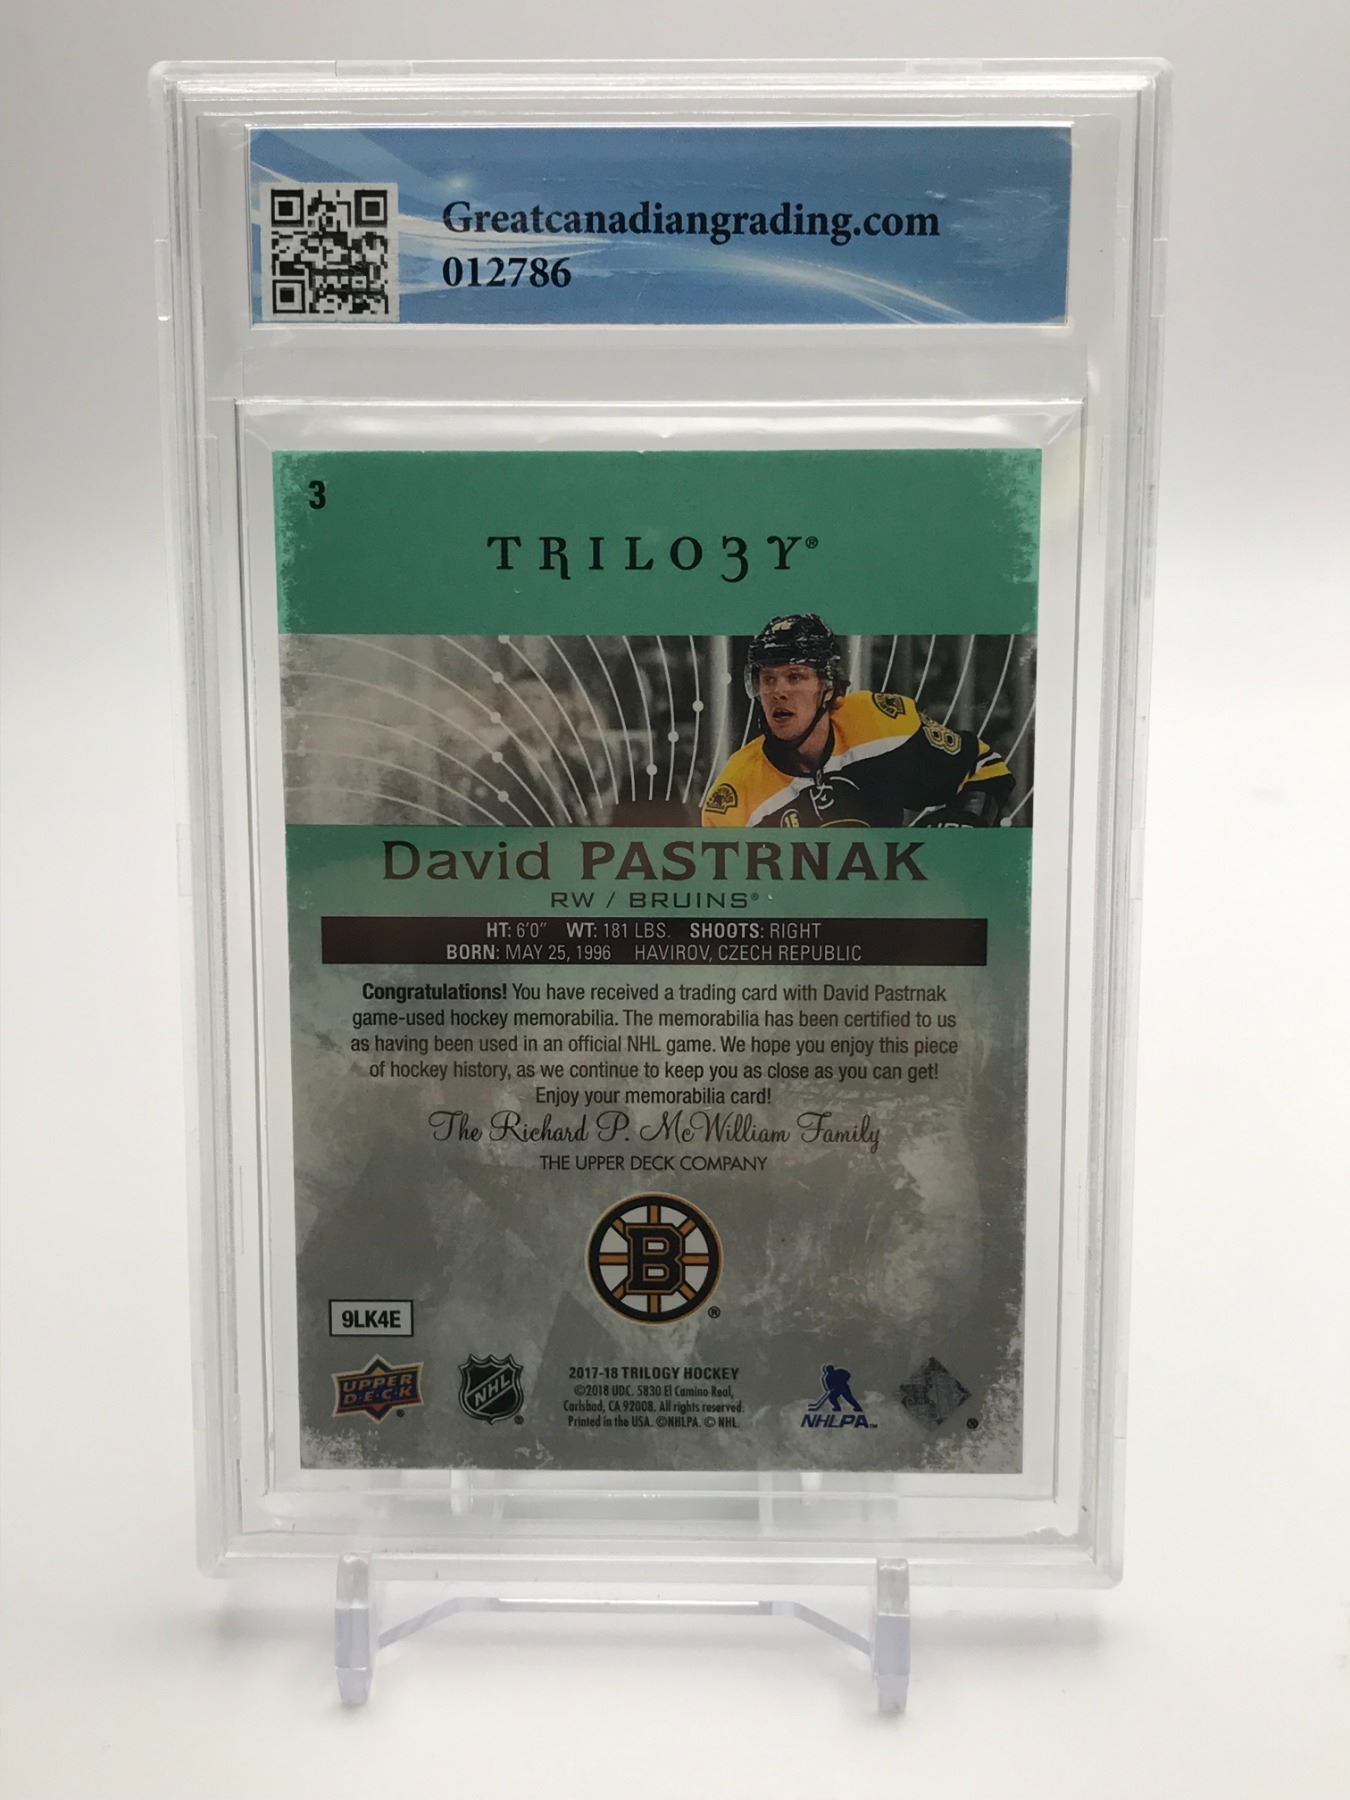 Greatcanadiangrading.com
012786
3
TRILO3Y®
David PASTRNAK
RW / BRUINS®
HT: 6'0" WT: 181 LBS. SHOOTS: RIGHT
BORN: MAY 25, 1996 HAVIROV, CZECH REPUBLIC
Congratulations! You have received a trading card with David Pastrnak
game-used hockey memorabilia. The memorabilia has been certified to us
as having been used in an official NHL game. We hope you enjoy this piece
of hockey history, as we continue to keep you as close as you can get!
Enjoy your memorabilia card!
The Richard P. McWilliam Family
THE UPPER DECK COMPANY
B
®
9LK4E
UPPER
D·E·C·K
®
NHL
®
2017-18 TRILOGY HOCKEY
©2018 UDC. 5830 El Camino Real,
Carlsbad, CA 92008. All rights reserved.
Printed in the USA. ©NHLPA. © NHL.
NHLPA™
®